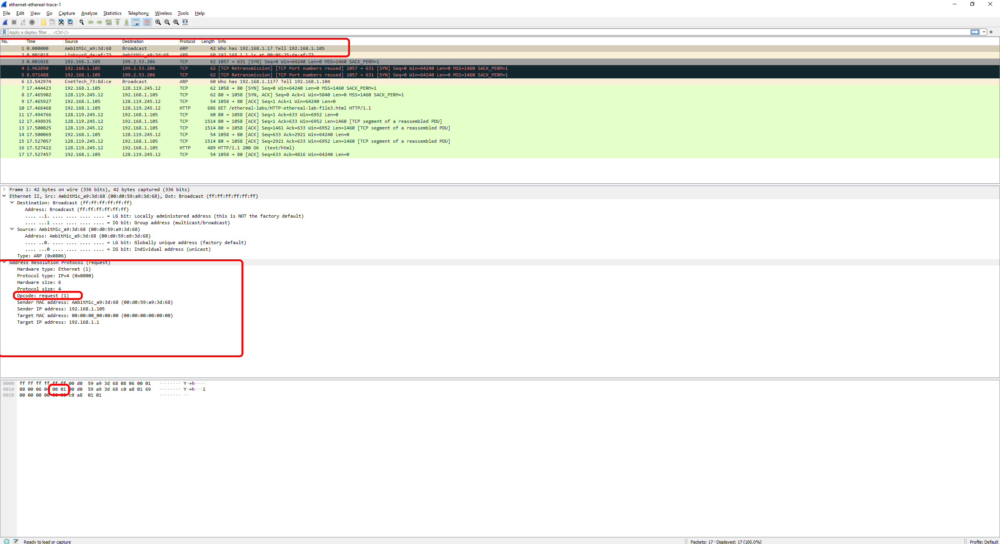 ethernet-ethereal-trace-1
File Edit View Go Capture Analyze Statistics Telephony Wireless Tools Help
Apply a display filter ... <Ctrl-/>
No. Time Source Destination Protocol Length Info
1 0.000000 AmbitMic_a9:3d:68 Broadcast ARP 42 Who has 192.168.1.1? Tell 192.168.1.105
2 0.001018 LinksysG_da:af:73 AmbitMic_a9:3d:68 ARP 60 192.168.1.1 is at 00:06:25:da:af:73
3 0.001028 192.168.1.105 199.2.53.206 TCP 62 1057 → 631 [SYN] Seq=0 Win=64240 Len=0 MSS=1460 SACK_PERM=1
4 2.962850 192.168.1.105 199.2.53.206 TCP 62 [TCP Retransmission] [TCP Port numbers reused] 1057 → 631 [SYN] Seq=0 Win=64240 Len=0 MSS=1460 SACK_PERM=1
5 8.971488 192.168.1.105 199.2.53.206 TCP 62 [TCP Retransmission] [TCP Port numbers reused] 1057 → 631 [SYN] Seq=0 Win=64240 Len=0 MSS=1460 SACK_PERM=1
6 13.542974 CnetTech_73:8d:ce Broadcast ARP 60 Who has 192.168.1.117? Tell 192.168.1.104
7 17.444423 192.168.1.105 128.119.245.12 TCP 62 1058 → 80 [SYN] Seq=0 Win=64240 Len=0 MSS=1460 SACK_PERM=1
8 17.465902 128.119.245.12 192.168.1.105 TCP 62 80 → 1058 [SYN, ACK] Seq=0 Ack=1 Win=5840 Len=0 MSS=1460 SACK_PERM=1
9 17.465927 192.168.1.105 128.119.245.12 TCP 54 1058 → 80 [ACK] Seq=1 Ack=1 Win=64240 Len=0
10 17.466468 192.168.1.105 128.119.245.12 HTTP 686 GET /ethereal-labs/HTTP-ethereal-lab-file3.html HTTP/1.1
11 17.494766 128.119.245.12 192.168.1.105 TCP 60 80 → 1058 [ACK] Seq=1 Ack=633 Win=6952 Len=0
12 17.498935 128.119.245.12 192.168.1.105 TCP 1514 80 → 1058 [ACK] Seq=1 Ack=633 Win=6952 Len=1460 [TCP segment of a reassembled PDU]
13 17.500025 128.119.245.12 192.168.1.105 TCP 1514 80 → 1058 [ACK] Seq=1461 Ack=633 Win=6952 Len=1460 [TCP segment of a reassembled PDU]
14 17.500069 192.168.1.105 128.119.245.12 TCP 54 1058 → 80 [ACK] Seq=633 Ack=2921 Win=64240 Len=0
15 17.527057 128.119.245.12 192.168.1.105 TCP 1514 80 → 1058 [ACK] Seq=2921 Ack=633 Win=6952 Len=1460 [TCP segment of a reassembled PDU]
16 17.527422 128.119.245.12 192.168.1.105 HTTP 489 HTTP/1.1 200 OK (text/html)
17 17.527457 192.168.1.105 128.119.245.12 TCP 54 1058 → 80 [ACK] Seq=633 Ack=4816 Win=64240 Len=0
Frame 1: 42 bytes on wire (336 bits), 42 bytes captured (336 bits)
Ethernet II, Src: AmbitMic_a9:3d:68 (00:d0:59:a9:3d:68), Dst: Broadcast (ff:ff:ff:ff:ff:ff)
Destination: Broadcast (ff:ff:ff:ff:ff:ff)
Address: Broadcast (ff:ff:ff:ff:ff:ff)
.... ..1. .... .... .... .... = LG bit: Locally administered address (this is NOT the factory default)
.... ...1 .... .... .... .... = IG bit: Group address (multicast/broadcast)
Source: AmbitMic_a9:3d:68 (00:d0:59:a9:3d:68)
Address: AmbitMic_a9:3d:68 (00:d0:59:a9:3d:68)
.... ..0. .... .... .... .... = LG bit: Globally unique address (factory default)
.... ...0 .... .... .... .... = IG bit: Individual address (unicast)
Type: ARP (0x0806)
Address Resolution Protocol (request)
Hardware type: Ethernet (1)
Protocol type: IPv4 (0x0800)
Hardware size: 6
Protocol size: 4
Opcode: request (1)
Sender MAC address: AmbitMic_a9:3d:68 (00:d0:59:a9:3d:68)
Sender IP address: 192.168.1.105
Target MAC address: 00:00:00_00:00:00 (00:00:00:00:00:00)
Target IP address: 192.168.1.1
0000 ff ff ff ff ff ff 00 d0 59 a9 3d 68 08 06 00 01 ········ Y·=h····
0010 08 00 06 04 00 01 00 d0 59 a9 3d 68 c0 a8 01 69 ········ Y·=h···i
0020 00 00 00 00 00 00 c0 a8 01 01 ········ ··
Ready to load or capture
Packets: 17 · Displayed: 17 (100.0%)
Profile: Default